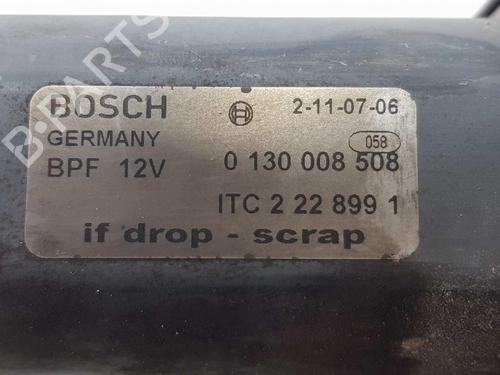 BOSCH 2-11-07-06
GERMANY 058
BPF 12V 0 130 008 508
ITC 2 22 899 1
if drop - scrap
B-PARTS